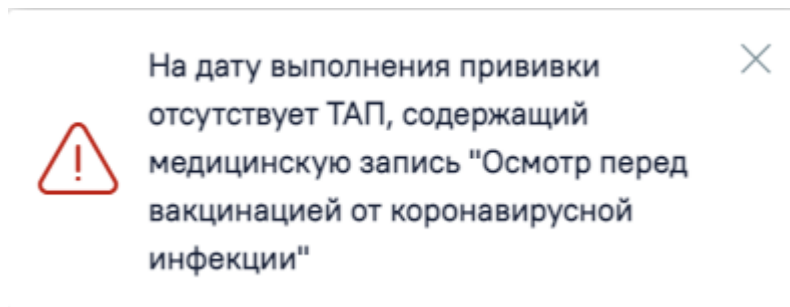 На дату выполнения прививки
отсутствует ТАП, содержащий
медицинскую запись "Осмотр перед
вакцинацией от коронавирусной
инфекции"